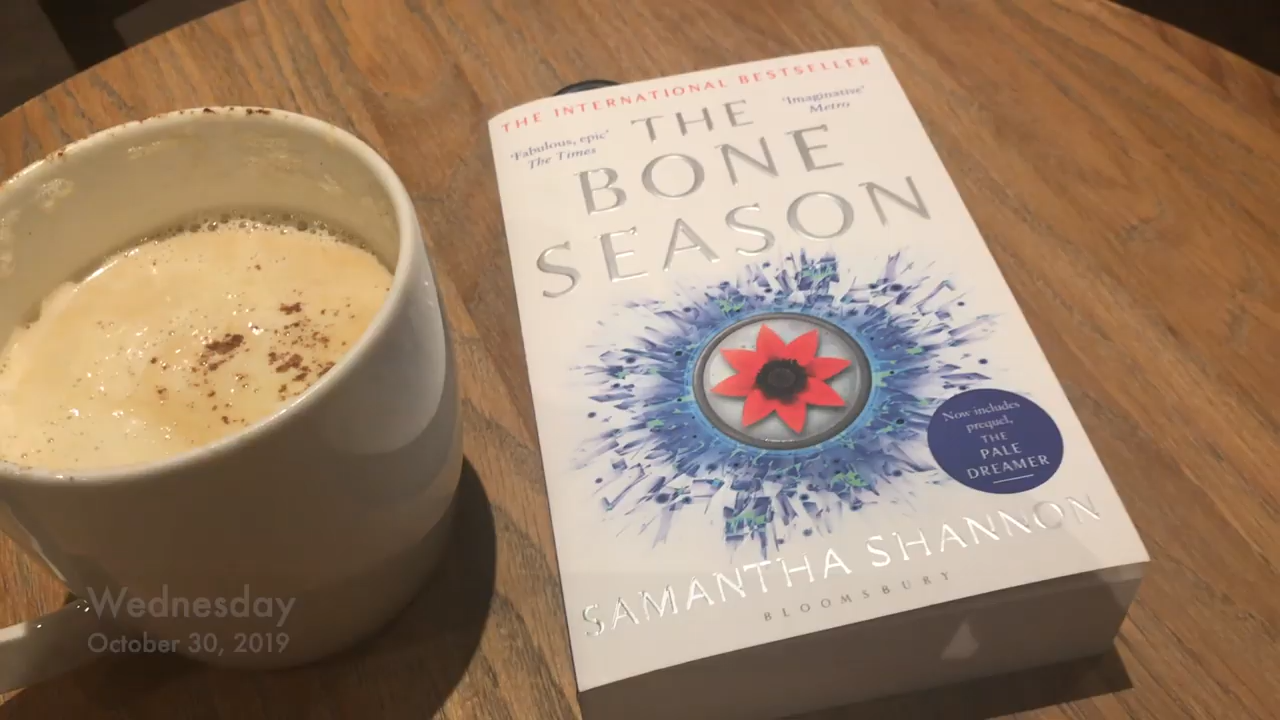 THE INTERNATIONAL BESTSELLER
'Fabulous, epic'
The Times
'Imaginative'
Metro
THE
BONE
SEASON
Now includes
prequel,
THE
PALE
DREAMER
SAMANTHA SHANNON
BLOOMSBURY
Wednesday
October 30, 2019